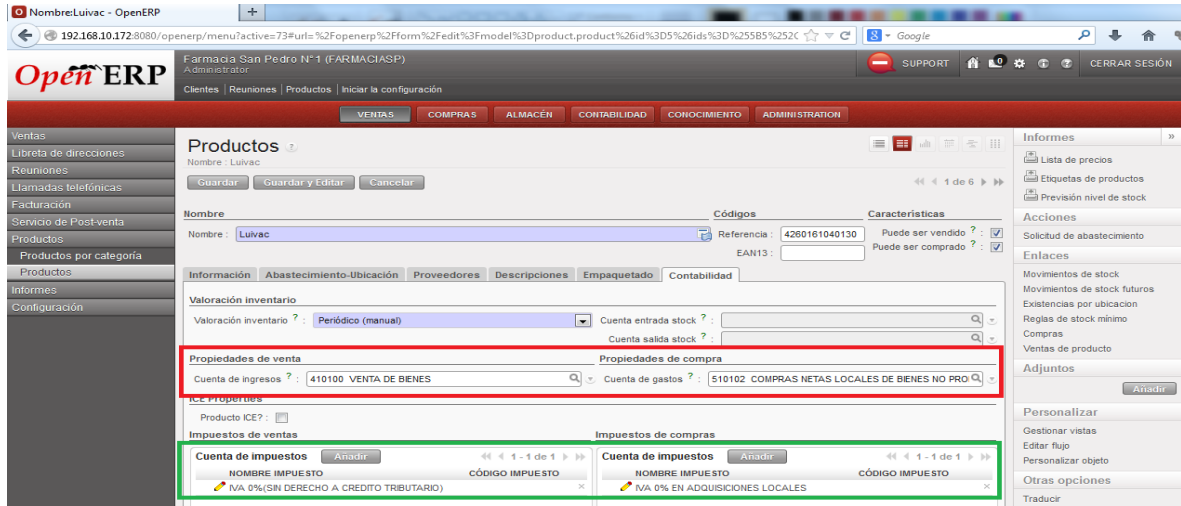 Nombre:Luivac - OpenERP
192.168.10.172:8080/openerp/menu?active=73#url=%2Fopenerp%2Fform%2Fedit%3Fmodel%3Dproduct.product%26id%3D5%26ids%3D%255B5%252C
Google
Open ERP
Farmacia San Pedro N°1 (FARMACIASP)
Administrator
SUPPORT
0
CERRAR SESIÓN
Clientes | Reuniones | Productos | Iniciar la configuración
VENTAS COMPRAS ALMACÉN CONTABILIDAD CONOCIMIENTO ADMINISTRATION
Ventas
Libreta de direcciones
Reuniones
Llamadas telefónicas
Facturación
Servicio de Post-venta
Productos
Productos por categoría
Productos
Informes
Configuración
Productos ?
Nombre : Luivac
Guardar Guardar y Editar Cancelar
1 de 6
Nombre Códigos Características
Nombre : Luivac Referencia : 4260161040130 Puede ser vendido ? :
EAN13 : Puede ser comprado ? :
Información Abastecimiento-Ubicación Proveedores Descripciones Empaquetado Contabilidad
Valoración inventario
Valoración inventario ? : Periódico (manual) Cuenta entrada stock ? :
Cuenta salida stock ? :
Propiedades de venta Propiedades de compra
Cuenta de ingresos ? : 410100 VENTA DE BIENES Cuenta de gastos ? : 510102 COMPRAS NETAS LOCALES DE BIENES NO PRO
ICE Properties
Producto ICE? :
Impuestos de ventas Impuestos de compra
Cuenta de impuestos Añadir 1 - 1 de 1 Cuenta de impuestos Añadir 1 - 1 de 1
NOMBRE IMPUESTO CÓDIGO IMPUESTO NOMBRE IMPUESTO CÓDIGO IMPUESTO
IVA 0%(SIN DERECHO A CREDITO TRIBUTARIO) IVA 0% EN ADQUISICIONES LOCALES
Informes »
Lista de precios
Etiquetas de productos
Previsión nivel de stock
Acciones
Solicitud de abastecimiento
Enlaces
Movimientos de stock
Movimientos de stock futuros
Existencias por ubicacion
Reglas de stock mínimo
Compras
Ventas de producto
Adjuntos
Añadir
Personalizar
Gestionar vistas
Editar flujo
Personalizar objeto
Otras opciones
Traducir